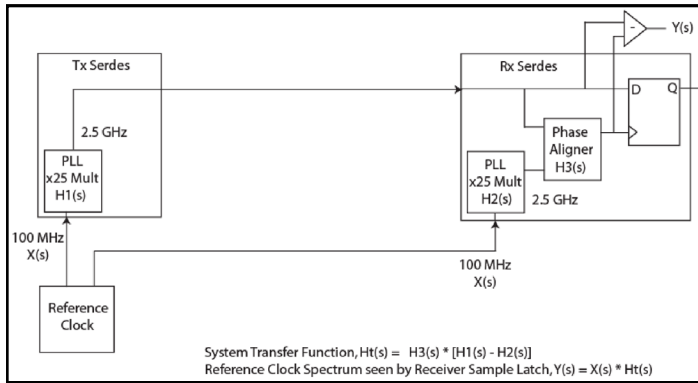 Y(s)
Tx Serdes
Rx Serdes
D Q
2.5 GHz
Phase
Aligner
H3(s)
PLL
x25 Mult
H1(s)
PLL
x25 Mult
H2(s)
2.5 GHz
100 MHz
X(s)
100 MHz
X(s)
Reference
Clock
System Transfer Function, Ht(s) = H3(s) * [H1(s) - H2(s)]
Reference Clock Spectrum seen by Receiver Sample Latch, Y(s) = X(s) * Ht(s)